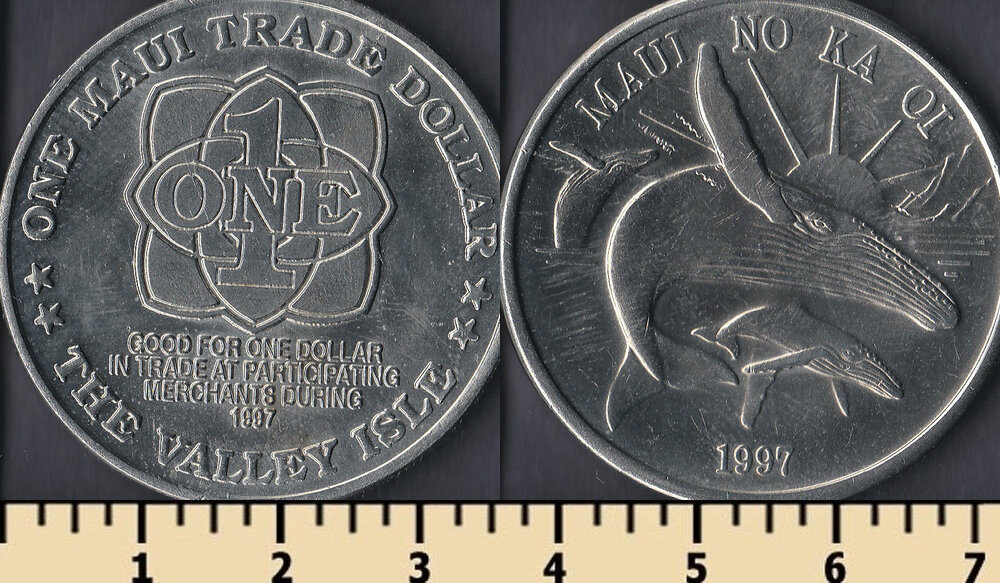 ONE MAUI TRADE DOLLAR
1
ONE
GOOD FOR ONE DOLLAR
IN TRADE AT PARTICIPATING
MERCHANTS DURING
1997
THE VALLEY ISLE
MAUI NO KA OI
1997
1 2 3 4 5 6 7